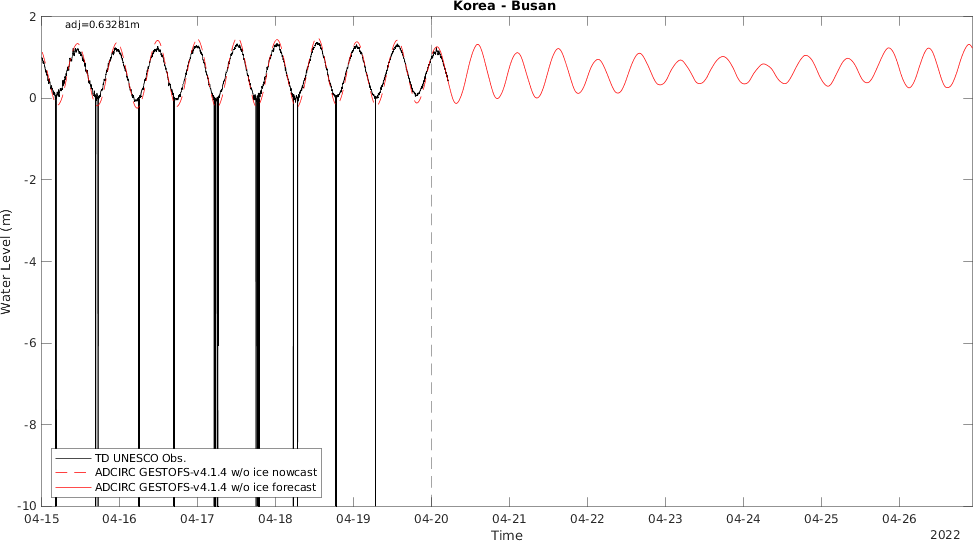 Korea - Busan
adj=0.63281m
2
0
-2
-4
-6
-8
-10
Water Level (m)
TD UNESCO Obs.
ADCIRC GESTOFS-v4.1.4 w/o ice nowcast
ADCIRC GESTOFS-v4.1.4 w/o ice forecast
04-15 04-16 04-17 04-18 04-19 04-20 04-21 04-22 04-23 04-24 04-25 04-26
Time
2022